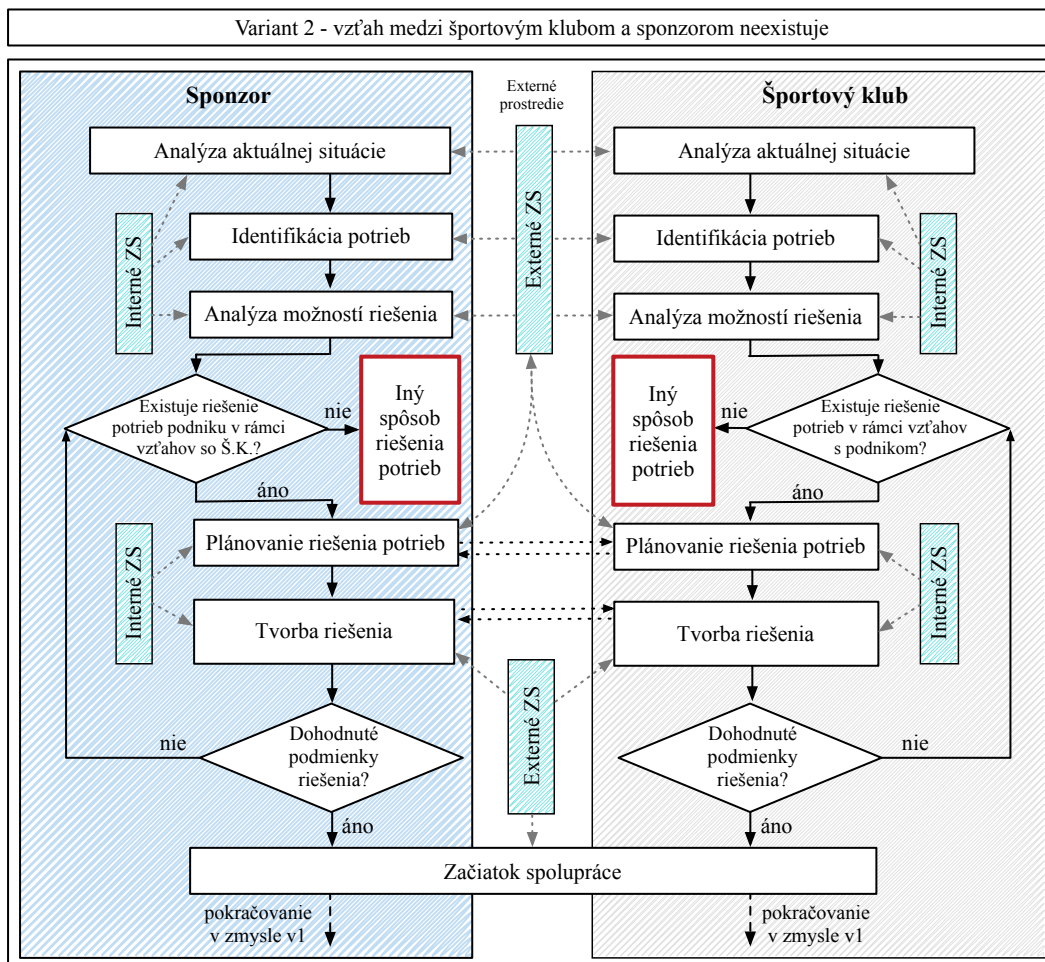 Variant 2 - vzťah medzi športovým klubom a sponzorom neexistuje
Sponzor
Externé
prostredie
Športový klub
Analýza aktuálnej situácie
Analýza aktuálnej situácie
Externé ZS
Interné ZS
Identifikácia potrieb
Identifikácia potrieb
Interné ZS
Analýza možností riešenia
Analýza možností riešenia
Existuje riešenie
potrieb podniku v rámci
vzťahov so Š.K.?
nie
Iný
spôsob
riešenia
potrieb
Iný
spôsob
riešenia
potrieb
nie
Existuje riešenie
potrieb v rámci vzťahov
s podnikom?
áno
áno
Interné ZS
Plánovanie riešenia potrieb
Plánovanie riešenia potrieb
Interné ZS
Tvorba riešenia
Tvorba riešenia
Externé ZS
nie
Dohodnuté
podmienky
riešenia?
Dohodnuté
podmienky
riešenia?
nie
áno
áno
Začiatok spolupráce
pokračovanie
v zmysle v1
pokračovanie
v zmysle v1